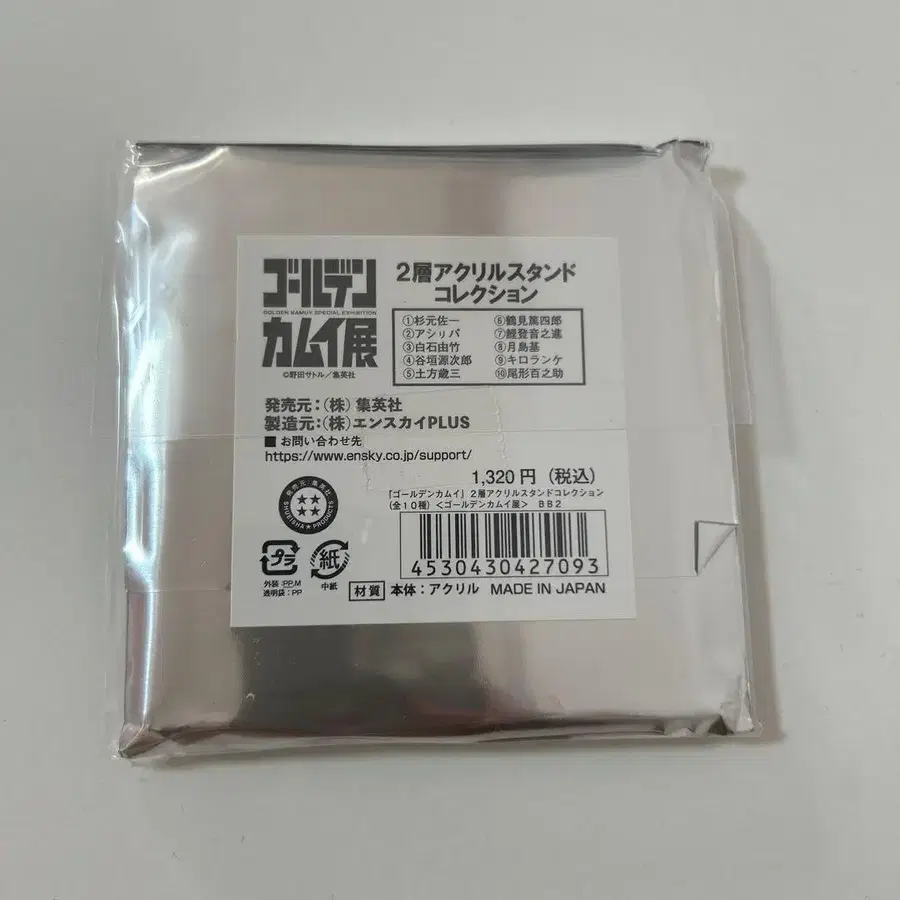 ゴールデン
GOLDEN KAMUY SPECIAL EXHIBITION
カムイ展
©野田サトル/集英社
2層アクリルスタンド
コレクション
①杉元佐一
②アシㇼパ
③白石由竹
④谷垣源次郎
⑤土方歳三
⑥鶴見篤四郎
⑦鯉登音之進
⑧月島基
⑨キロランケ
⑩尾形百之助
発売元:(株)集英社
製造元:(株)エンスカイPLUS
■ お問い合わせ先
https://www.ensky.co.jp/support/
1,320円(税込)
「ゴールデンカムイ」2層アクリルスタンドコレクション
(全10種)<ゴールデンカムイ展> BB2
発売元:集英社
SHUEISHA★PRODUCTS
4530430427093
プラ
紙
外装:PP,M
透明袋:PP
中紙
材質 本体:アクリル MADE IN JAPAN